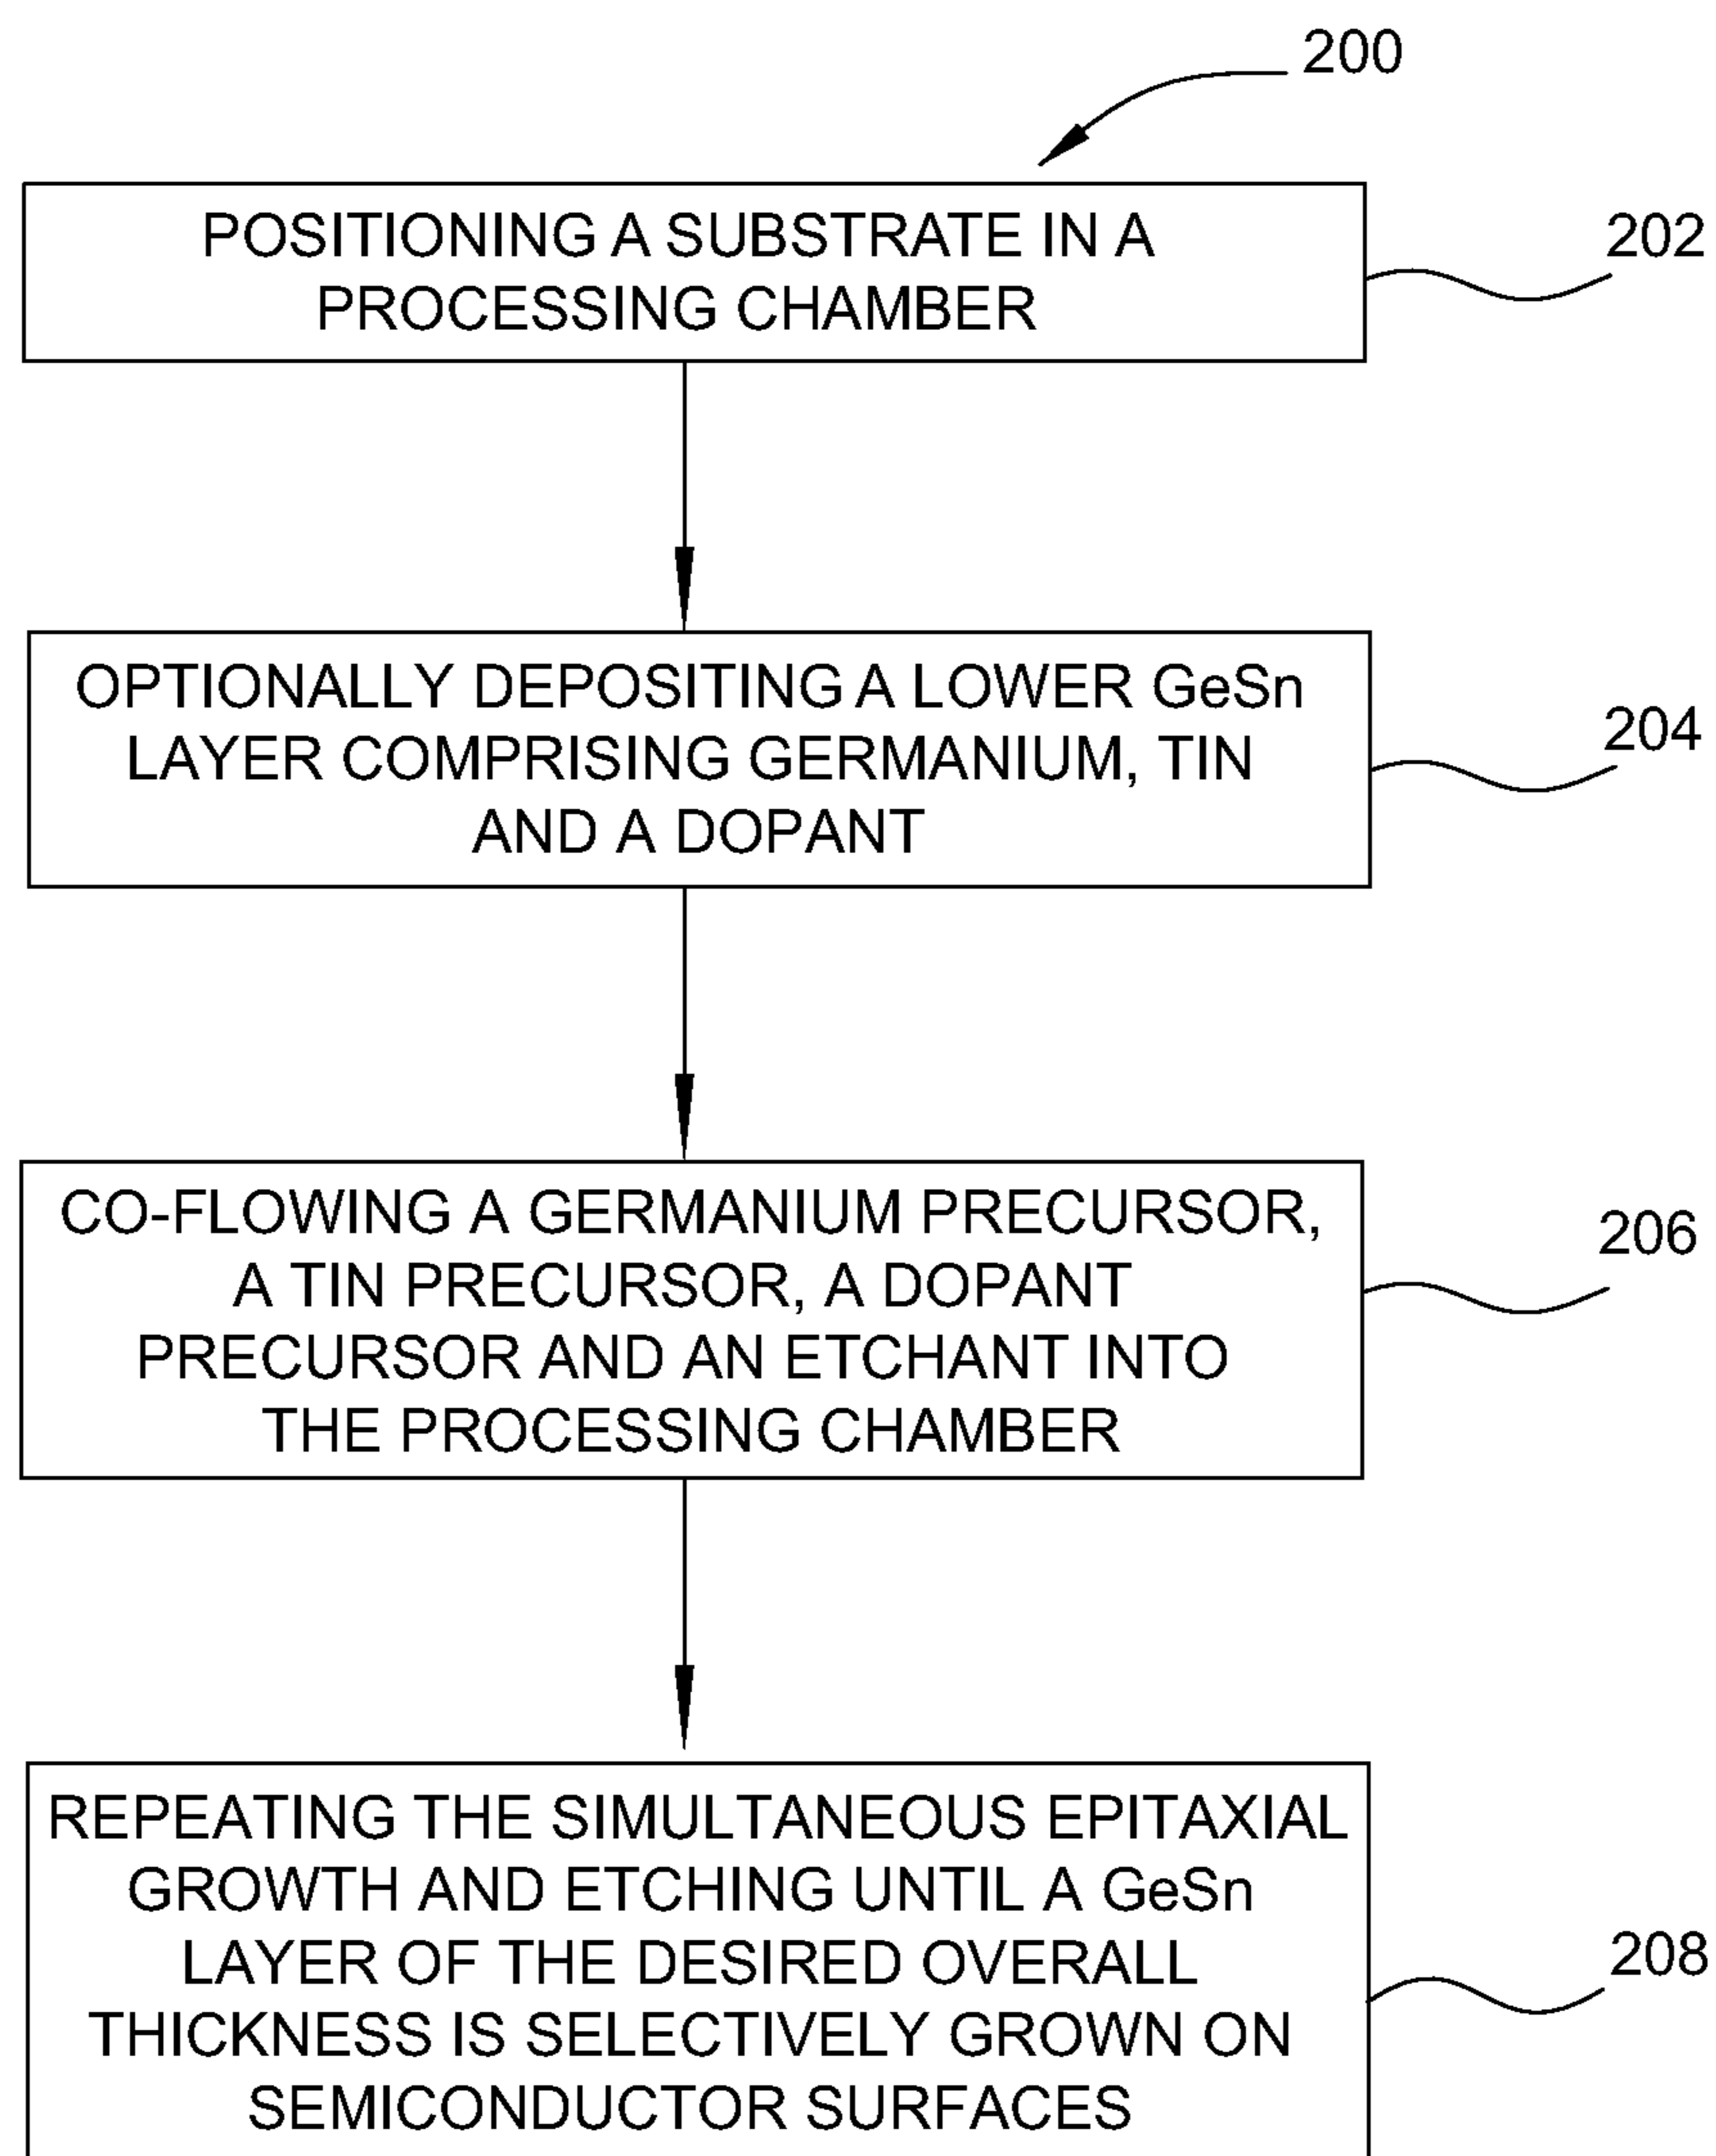 200
POSITIONING A SUBSTRATE IN A
PROCESSING CHAMBER
202
OPTIONALLY DEPOSITING A LOWER GeSn
LAYER COMPRISING GERMANIUM, TIN
AND A DOPANT
204
CO-FLOWING A GERMANIUM PRECURSOR,
A TIN PRECURSOR, A DOPANT
PRECURSOR AND AN ETCHANT INTO
THE PROCESSING CHAMBER
206
REPEATING THE SIMULTANEOUS EPITAXIAL
GROWTH AND ETCHING UNTIL A GeSn
LAYER OF THE DESIRED OVERALL
THICKNESS IS SELECTIVELY GROWN ON
SEMICONDUCTOR SURFACES
208